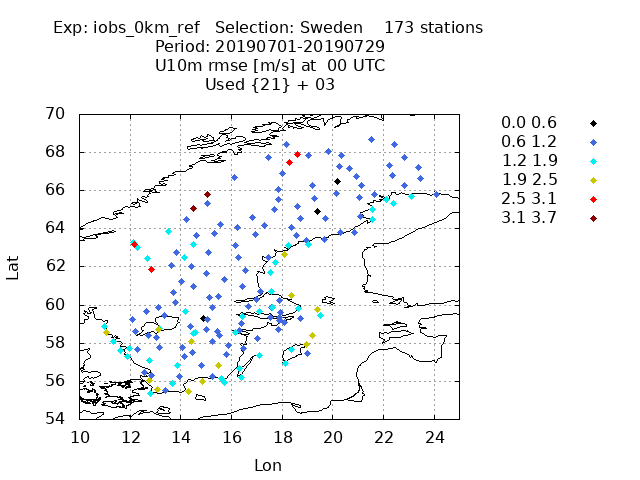 Exp: iobs_0km_ref   Selection: Sweden    173 stations
Period: 20190701-20190729
U10m rmse [m/s] at  00 UTC
Used {21} + 03
70
68
66
64
62
60
58
56
54
10 12 14 16 18 20 22 24
Lat
Lon
0.0 0.6
0.6 1.2
1.2 1.9
1.9 2.5
2.5 3.1
3.1 3.7